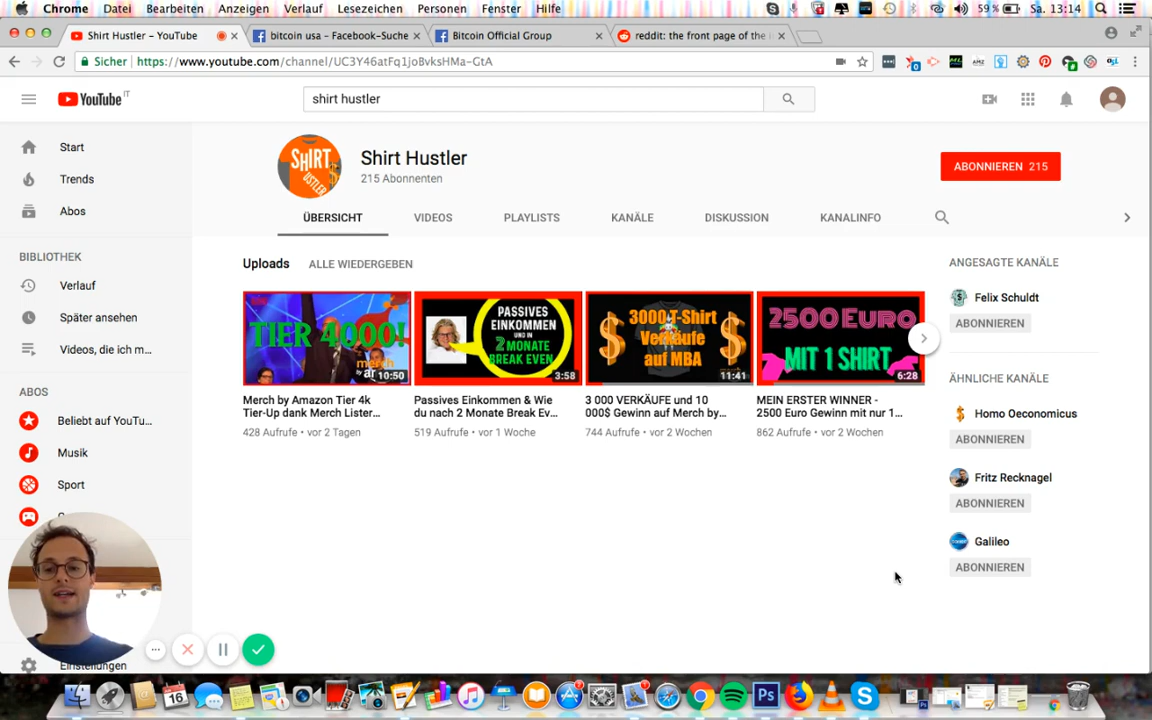 Chrome Datei Bearbeiten Anzeigen Verlauf Lesezeichen Personen Fenster Hilfe 59 % Sa. 13:14
Shirt Hustler – YouTube
bitcoin usa – Facebook-Suche
Bitcoin Official Group
reddit: the front page of the
Sicher https://www.youtube.com/channel/UC3Y46atFq1joBvksHMa-GtA
YouTube IT
shirt hustler
Start
Trends
Abos
BIBLIOTHEK
Verlauf
Später ansehen
Videos, die ich m...
ABOS
Beliebt auf YouTu...
Musik
Sport
Einstellungen
SHIRT
Shirt Hustler
215 Abonnenten
ABONNIEREN 215
ÜBERSICHT VIDEOS PLAYLISTS KANÄLE DISKUSSION KANALINFO
Uploads ALLE WIEDERGEBEN
TIER 4000!
merch
10:50
Merch by Amazon Tier 4k
Tier-Up dank Merch Lister...
428 Aufrufe • vor 2 Tagen
PASSIVES
EINKOMMEN
UND IN
2 MONATE
BREAK EVEN
3:58
Passives Einkommen & Wie
du nach 2 Monate Break Ev...
519 Aufrufe • vor 1 Woche
3000 T-Shirt
Verkäufe
auf MBA
11:41
3 000 VERKÄUFE und 10
000$ Gewinn auf Merch by...
744 Aufrufe • vor 2 Wochen
2500 EURO
MIT 1 SHIRT
6:28
MEIN ERSTER WINNER -
2500 Euro Gewinn mit nur 1...
862 Aufrufe • vor 2 Wochen
ANGESAGTE KANÄLE
Felix Schuldt
ABONNIEREN
ÄHNLICHE KANÄLE
Homo Oeconomicus
ABONNIEREN
Fritz Recknagel
ABONNIEREN
Galileo
ABONNIEREN